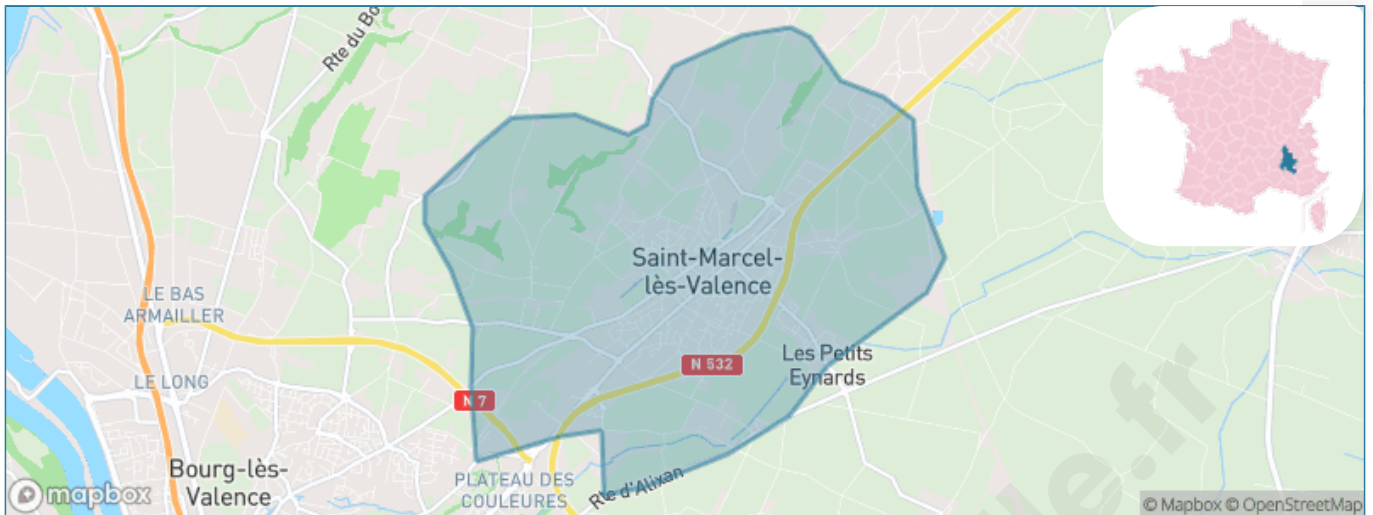 Rte du Bo
Saint-Marcel-
lès-Valence
LE BAS
ARMAILLER
Les Petits
Eynards
N 532
LE LONG
N 7
Bourg-lès-
Valence
PLATEAU DES
COULEURES
Rte d'Alixan
mapbox
© Mapbox © OpenStreetMap